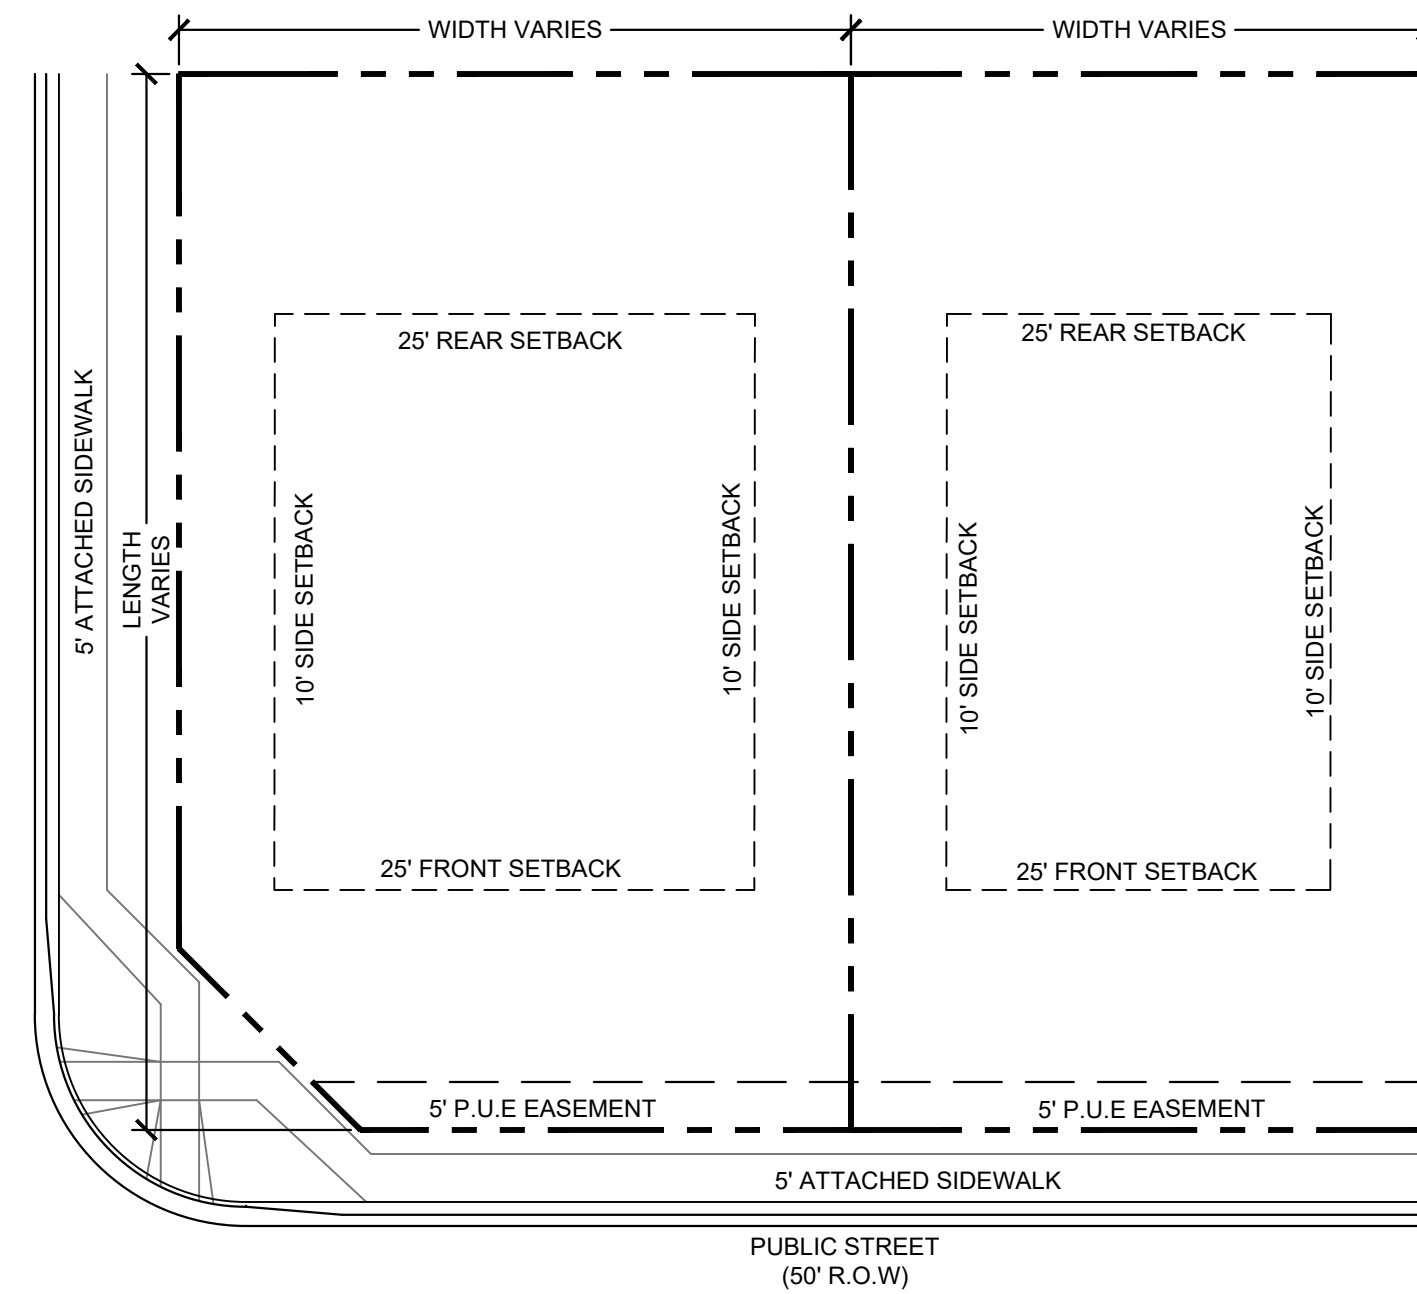 WIDTH VARIES
WIDTH VARIES
25' REAR SETBACK
25' REAR SETBACK
5' ATTACHED SIDEWALK
LENGTH
VARIES
10' SIDE SETBACK
10' SIDE SETBACK
10' SIDE SETBACK
10' SIDE SETBACK
25' FRONT SETBACK
25' FRONT SETBACK
5' P.U.E EASEMENT
5' P.U.E EASEMENT
5' ATTACHED SIDEWALK
PUBLIC STREET
(50' R.O.W)